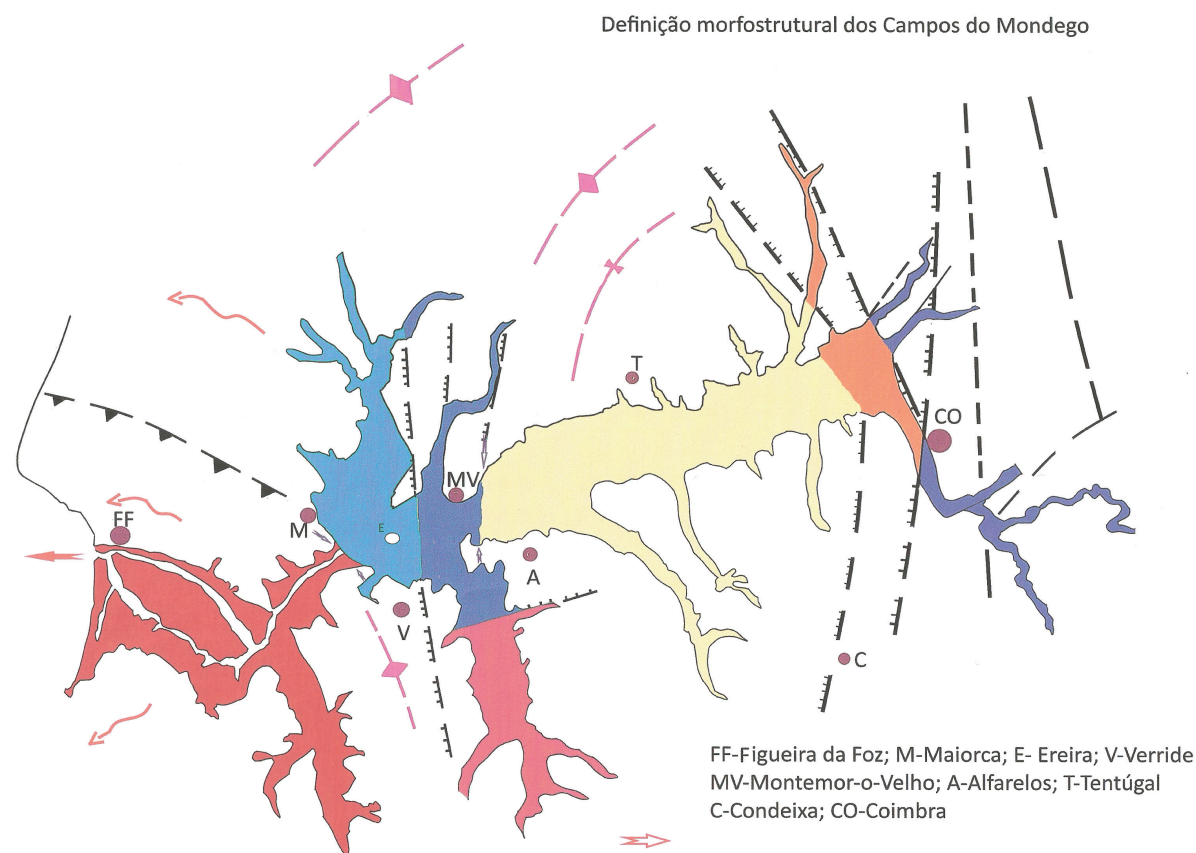 Definição morfostrutural dos Campos do Mondego
T
CO
MV
E
FF
M
A
V
C
FF-Figueira da Foz; M-Maiorca; E- Ereira; V-Verride
MV-Montemor-o-Velho; A-Alfarelos; T-Tentúgal
C-Condeixa; CO-Coimbra